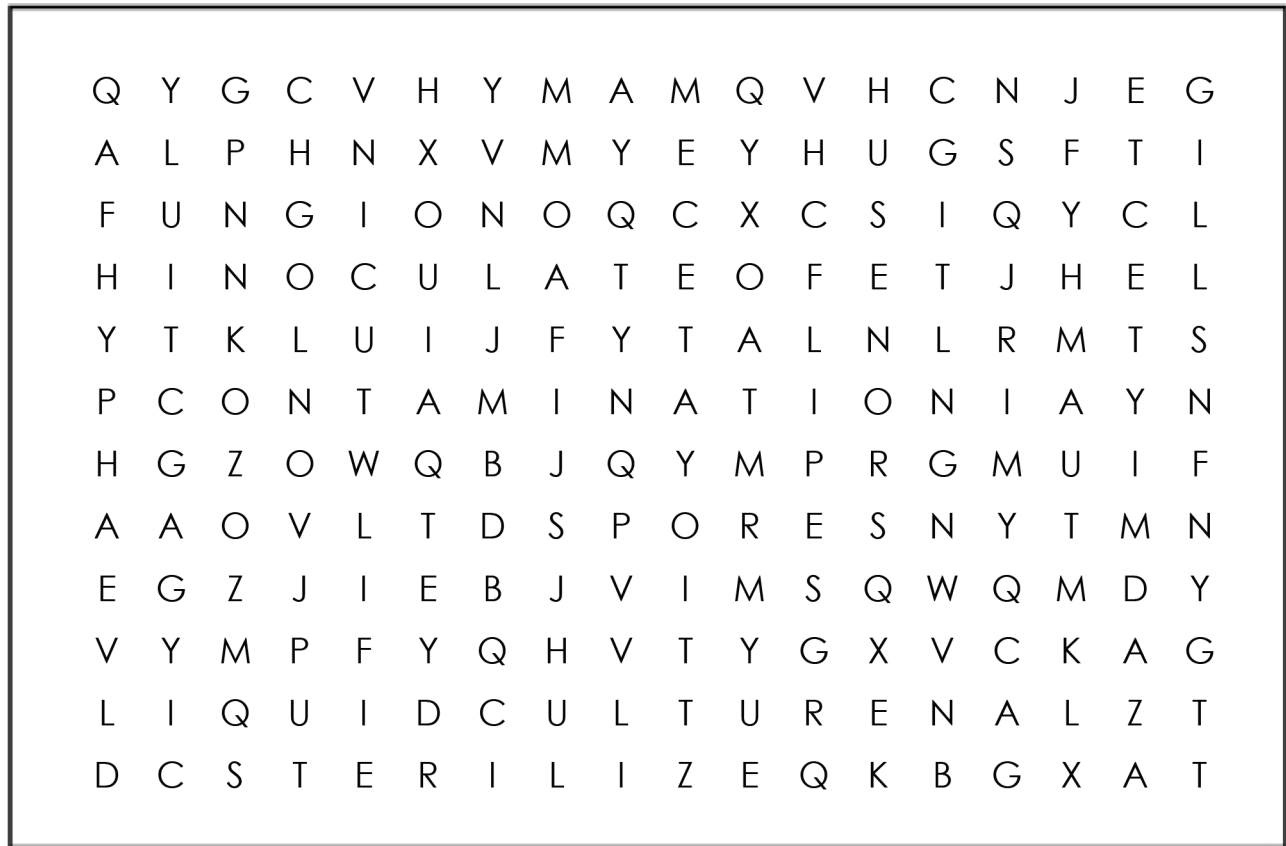 Q Y G C V H Y M A M Q V H C N J E G
A L P H N X V M Y E Y H U G S F T I
F U N G I O N O Q C X C S I Q Y C L
H I N O C U L A T E O F E T J H E L
Y T K L U I J F Y T A L N L R M T S
P C O N T A M I N A T I O N I A Y N
H G Z O W Q B J Q Y M P R G M U I F
A A O V L T D S P O R E S N Y T M N
E G Z J I E B J V I M S Q W Q M D Y
V Y M P F Y Q H V T Y G X V C K A G
L I Q U I D C U L T U R E N A L Z T
D C S T E R I L I Z E Q K B G X A T